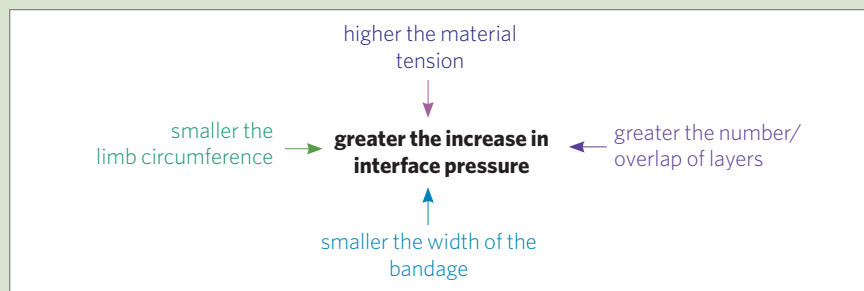 higher the material
tension
smaller the
limb circumference
greater the increase in
interface pressure
greater the number/
overlap of layers
smaller the width of the
bandage